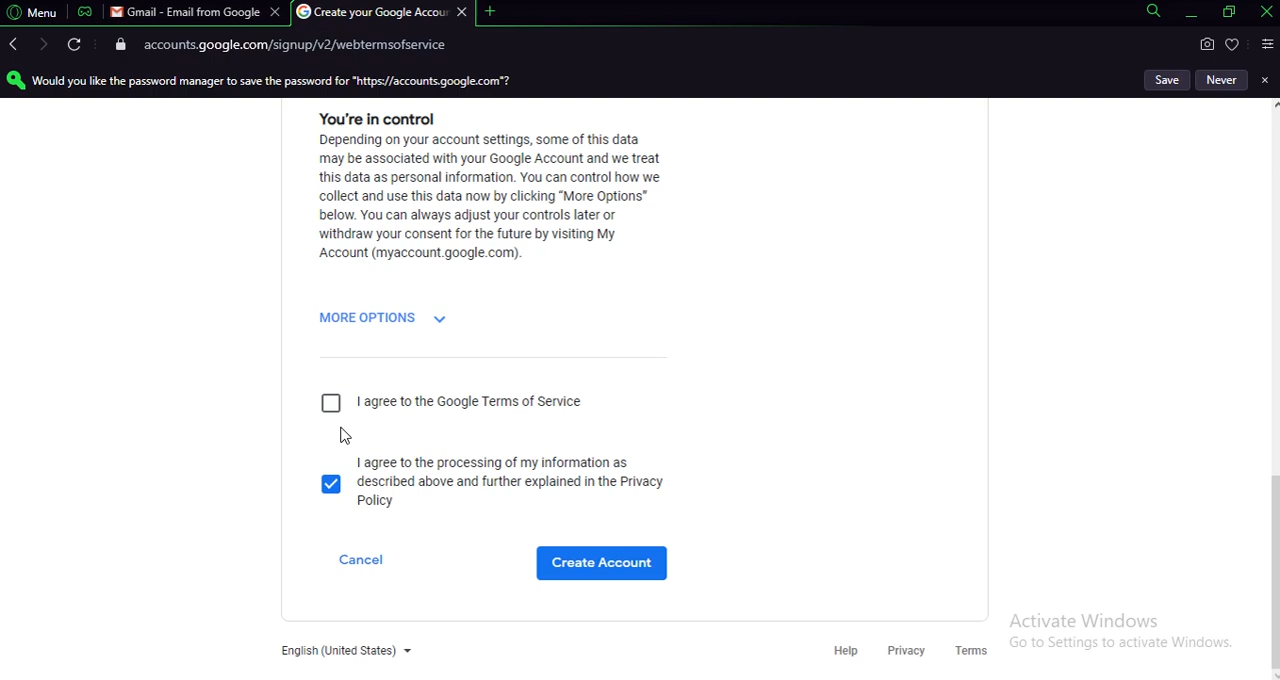 Menu
Gmail - Email from Google
Create your Google Accour
accounts.google.com/signup/v2/webtermsofservice
Would you like the password manager to save the password for "https://accounts.google.com"?
Save
Never
You're in control
Depending on your account settings, some of this data
may be associated with your Google Account and we treat
this data as personal information. You can control how we
collect and use this data now by clicking “More Options”
below. You can always adjust your controls later or
withdraw your consent for the future by visiting My
Account (myaccount.google.com).
MORE OPTIONS
I agree to the Google Terms of Service
I agree to the processing of my information as
described above and further explained in the Privacy
Policy
Cancel
Create Account
English (United States)
Help
Privacy
Terms
Activate Windows
Go to Settings to activate Windows.